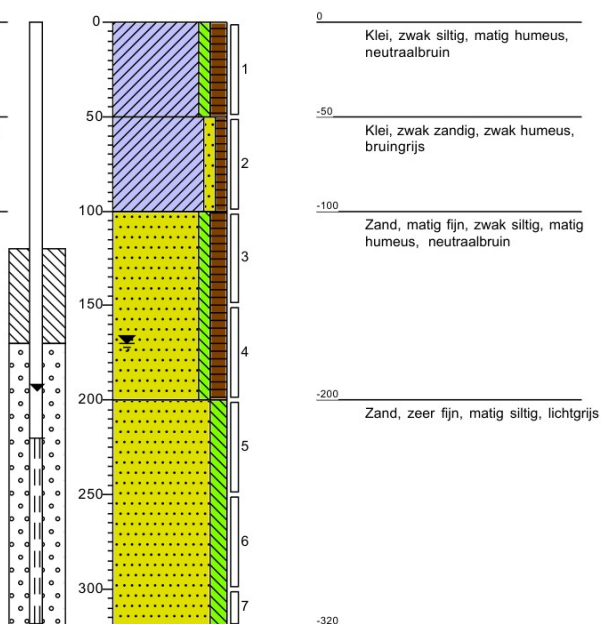 0
50
100
150
200
250
300
1
2
3
4
5
6
7
0
Klei, zwak siltig, matig humeus,
neutraalbruin
-50
Klei, zwak zandig, zwak humeus,
bruingrijs
-100
Zand, matig fijn, zwak siltig, matig
humeus, neutraalbruin
-200
Zand, zeer fijn, matig siltig, lichtgrijs
-320